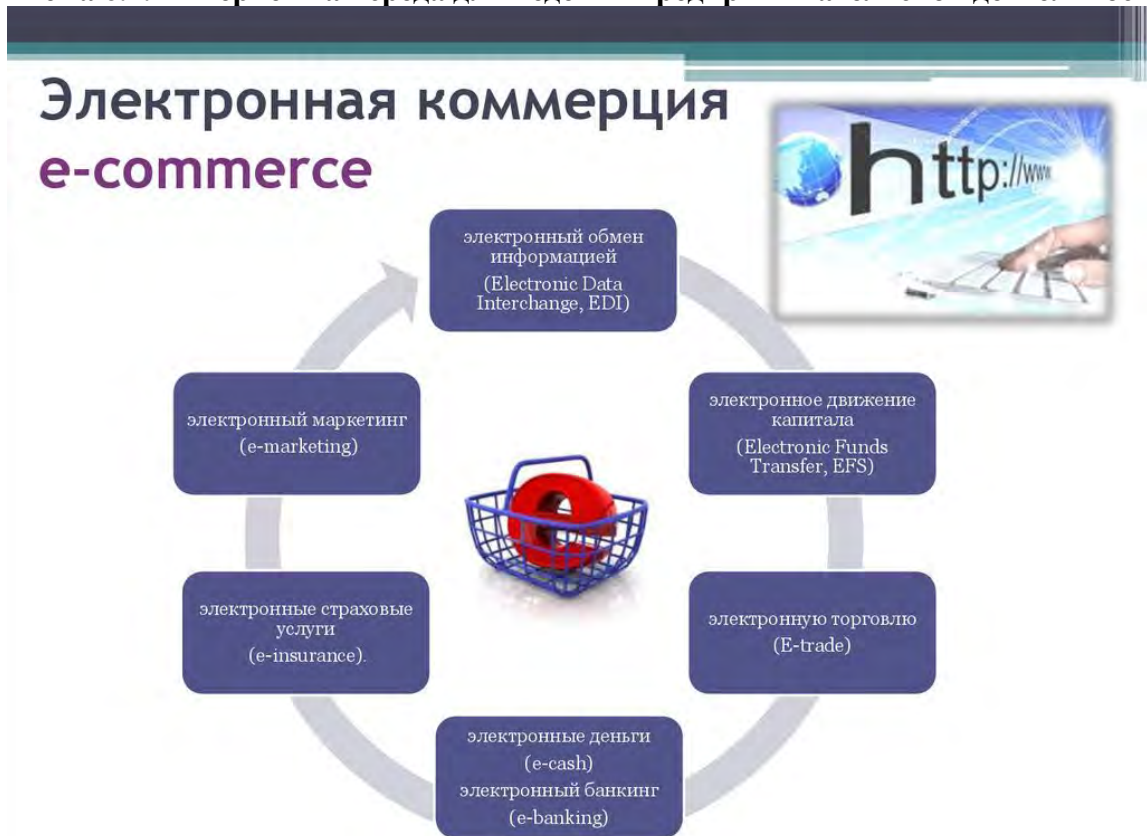 Электронная коммерция
e-commerce
http://www.
электронный обмен
информацией
(Electronic Data
Interchange, EDI)
электронное движение
капитала
(Electronic Funds
Transfer, EFS)
электронную торговлю
(E-trade)
электронные деньги
(e-cash)
электронный банкинг
(e-banking)
электронные страховые
услуги
(e-insurance).
электронный маркетинг
(e-marketing)